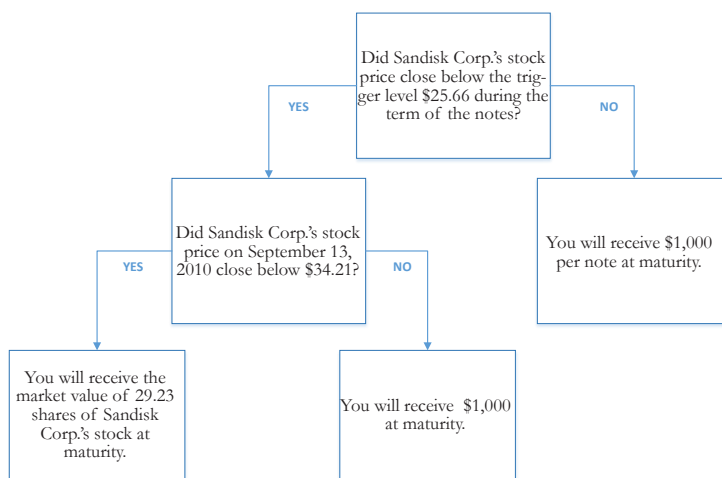 Did Sandisk Corp.'s stock
price close below the trig-
ger level $25.66 during the
term of the notes?
YES
NO
Did Sandisk Corp.'s stock
price on September 13,
2010 close below $34.21?
You will receive $1,000
per note at maturity.
YES
NO
You will receive the
market value of 29.23
shares of Sandisk
Corp.'s stock at
maturity.
You will receive $1,000
at maturity.